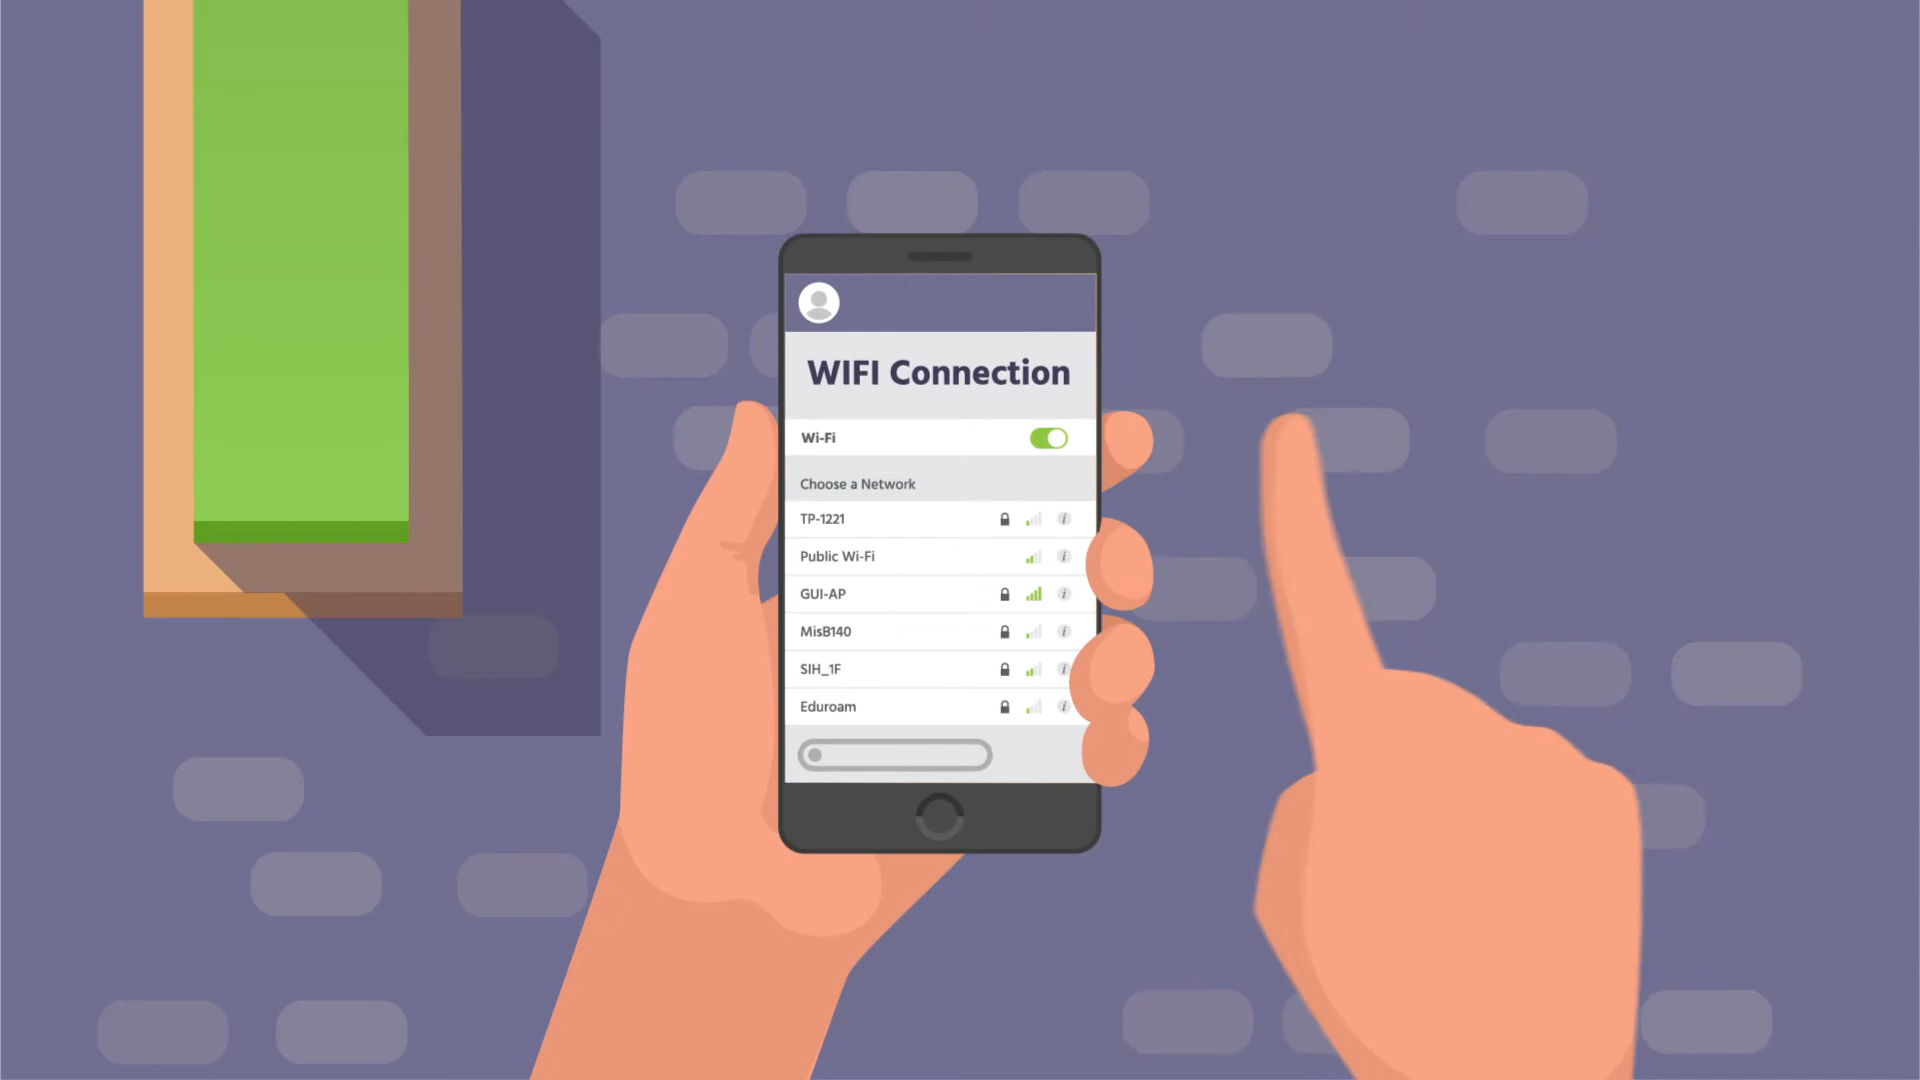 WIFI Connection
Wi-Fi
Choose a Network
TP-1221
Public Wi-Fi
GUI-AP
MisB140
SIH_1F
Eduroam